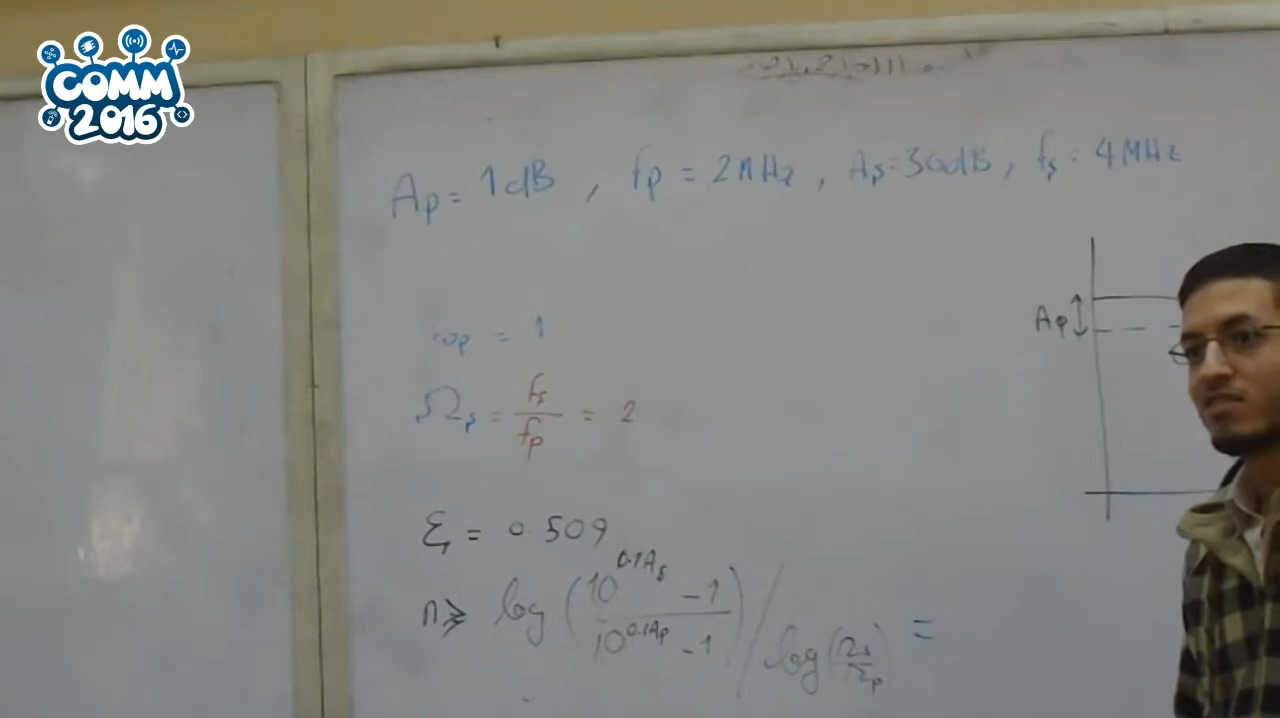 COMM
2016
Ap = 1dB , fp = 2MHz , As = 30dB , fs = 4MHz
ωp = 1
Ωs = fs/fp = 2
Ap
ξ = 0.509
n ≥ log (10^0.1As - 1 / 10^0.1Ap - 1) / log (Ωs/Ωp) =